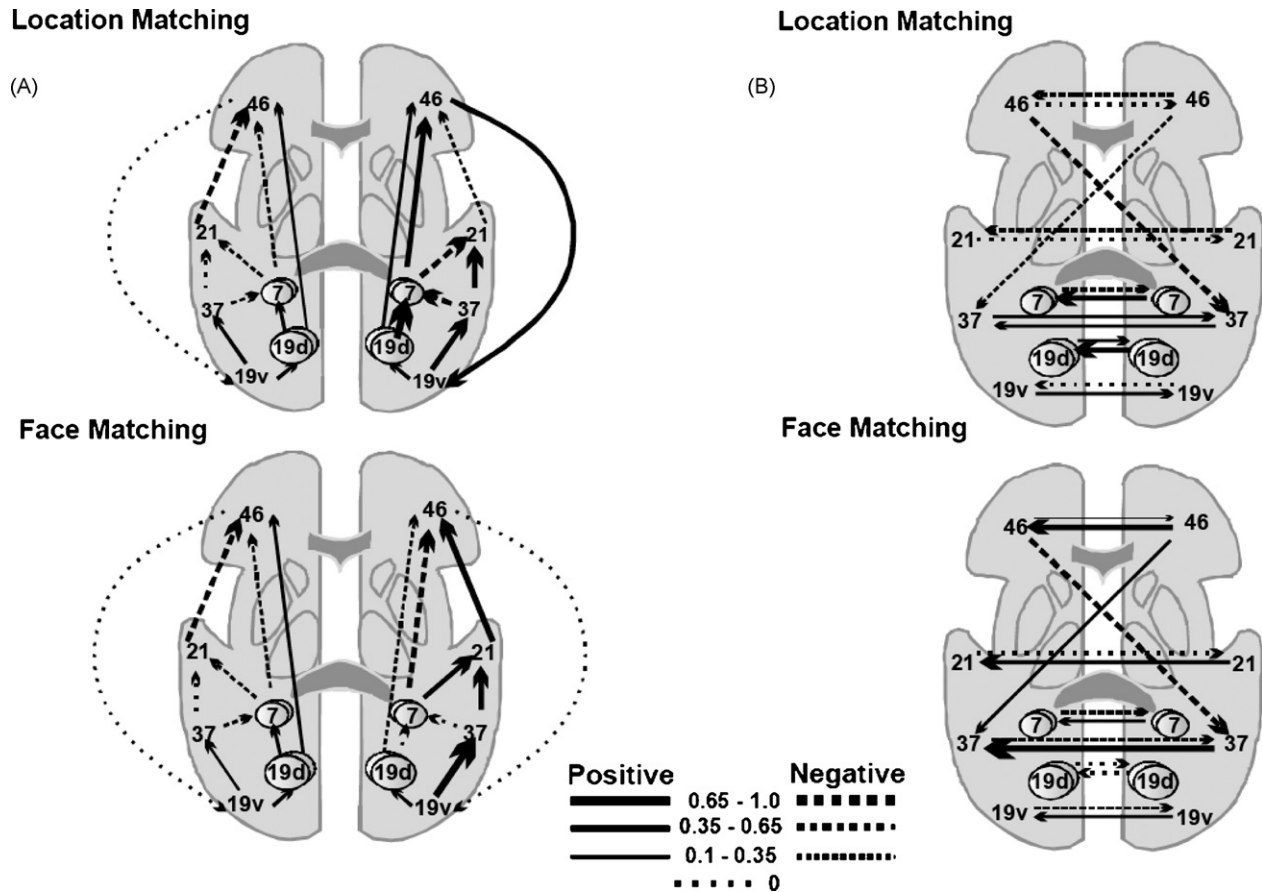 Location Matching
(A)
46 46
21 21
7 7
37 37
19d 19d
19v 19v
Face Matching
46 46
21 21
7 7
37 37
19d 19d
19v 19v
Location Matching
(B)
46 46
21 21
7 7
37 37
19d 19d
19v 19v
Face Matching
46 46
21 21
7 7
37 37
19d 19d
19v 19v
Positive Negative
0.65 - 1.0
0.35 - 0.65
0.1 - 0.35
0